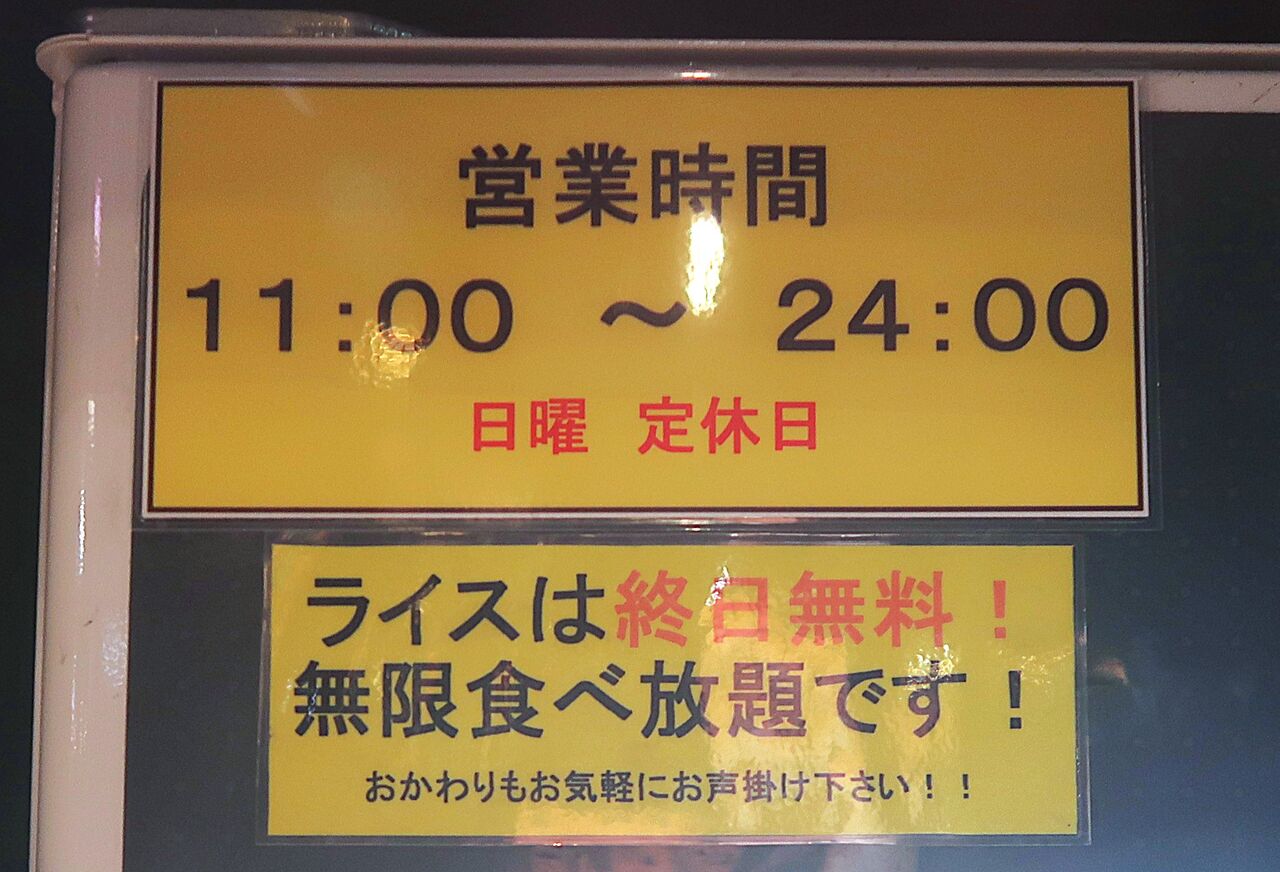 営業時間
11:00 ～ 24:00
日曜 定休日
ライスは終日無料！
無限食べ放題です！
おかわりもお気軽にお声掛け下さい！！